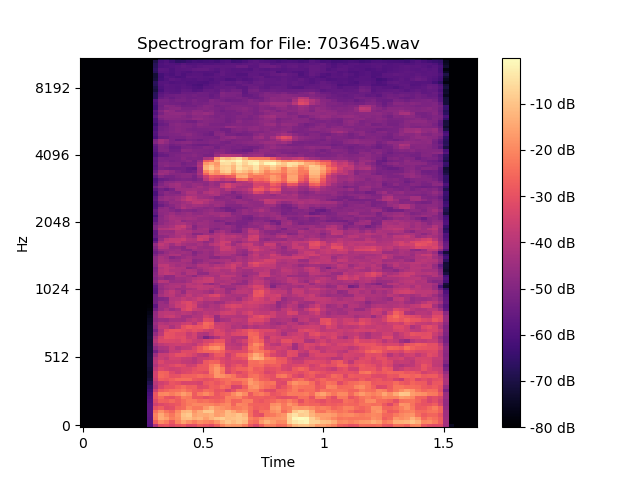 Spectrogram for File: 703645.wav
8192
4096
2048
1024
512
0
Hz
0
0.5
1
1.5
Time
-10 dB
-20 dB
-30 dB
-40 dB
-50 dB
-60 dB
-70 dB
-80 dB